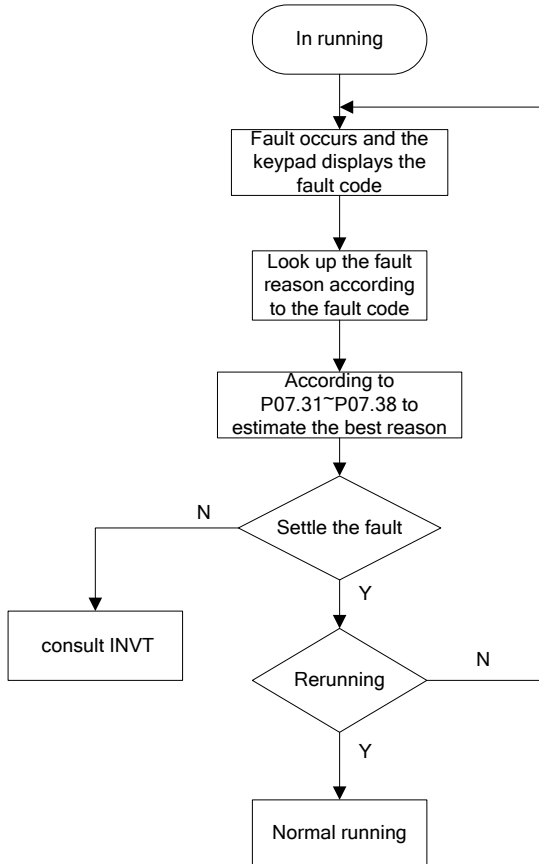 In running
Fault occurs and the
keypad displays the
fault code
Look up the fault
reason according
to the fault code
According to
P07.31~P07.38 to
estimate the best reason
N
Settle the fault
Y
consult INVT
N
Rerunning
Y
Normal running